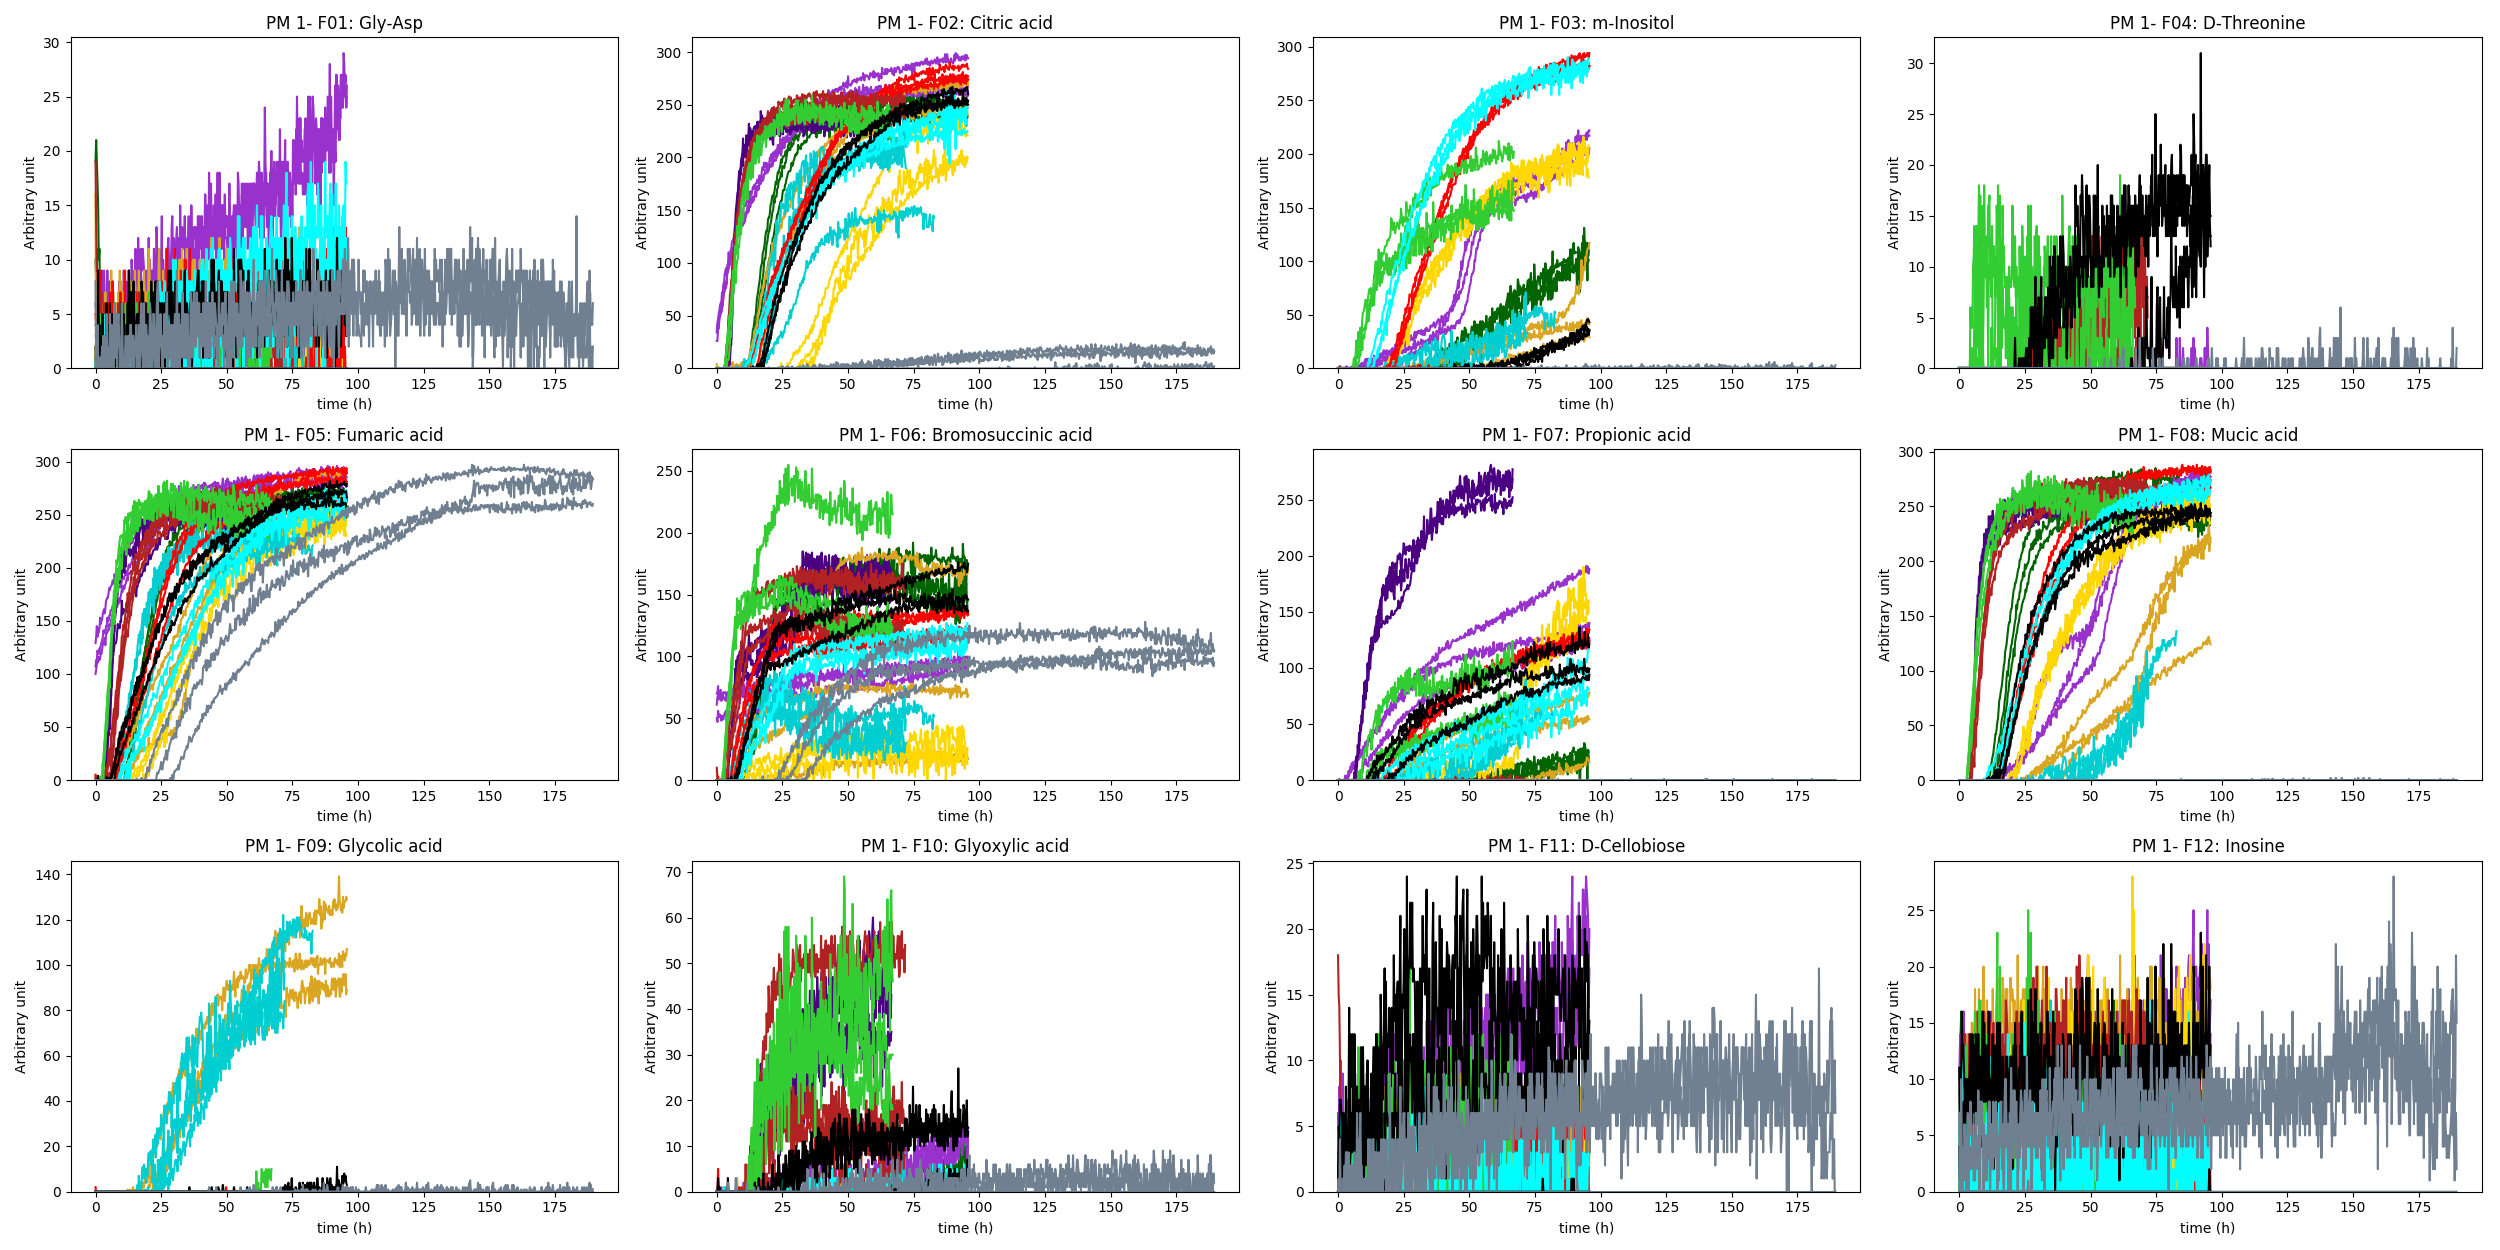 PM 1- F01: Gly-Asp
PM 1- F02: Citric acid
PM 1- F03: m-Inositol
PM 1- F04: D-Threonine
30
25
20
15
10
5
0
Arbitrary unit
0 25 50 75 100 125 150 175
time (h)
300
250
200
150
100
50
0
Arbitrary unit
0 25 50 75 100 125 150 175
time (h)
300
250
200
150
100
50
0
Arbitrary unit
0 25 50 75 100 125 150 175
time (h)
30
25
20
15
10
5
0
Arbitrary unit
0 25 50 75 100 125 150 175
time (h)
PM 1- F05: Fumaric acid
PM 1- F06: Bromosuccinic acid
PM 1- F07: Propionic acid
PM 1- F08: Mucic acid
300
250
200
150
100
50
0
Arbitrary unit
0 25 50 75 100 125 150 175
time (h)
250
200
150
100
50
0
Arbitrary unit
0 25 50 75 100 125 150 175
time (h)
250
200
150
100
50
0
Arbitrary unit
0 25 50 75 100 125 150 175
time (h)
300
250
200
150
100
50
0
Arbitrary unit
0 25 50 75 100 125 150 175
time (h)
PM 1- F09: Glycolic acid
PM 1- F10: Glyoxylic acid
PM 1- F11: D-Cellobiose
PM 1- F12: Inosine
140
120
100
80
60
40
20
0
Arbitrary unit
0 25 50 75 100 125 150 175
time (h)
70
60
50
40
30
20
10
0
Arbitrary unit
0 25 50 75 100 125 150 175
time (h)
25
20
15
10
5
0
Arbitrary unit
0 25 50 75 100 125 150 175
time (h)
25
20
15
10
5
0
Arbitrary unit
0 25 50 75 100 125 150 175
time (h)